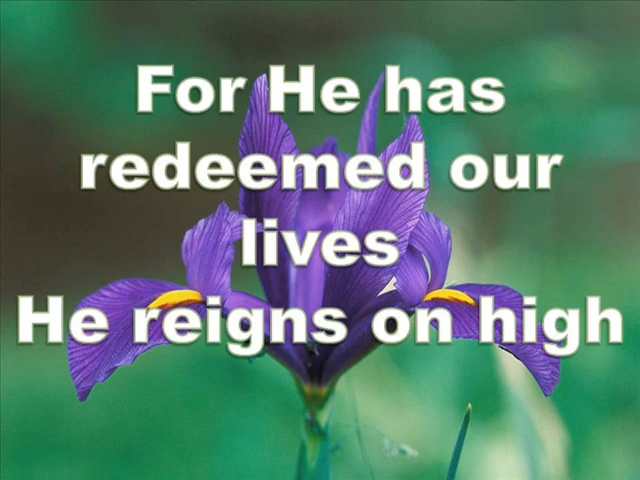 For He has
redeemed our
lives
He reigns on high